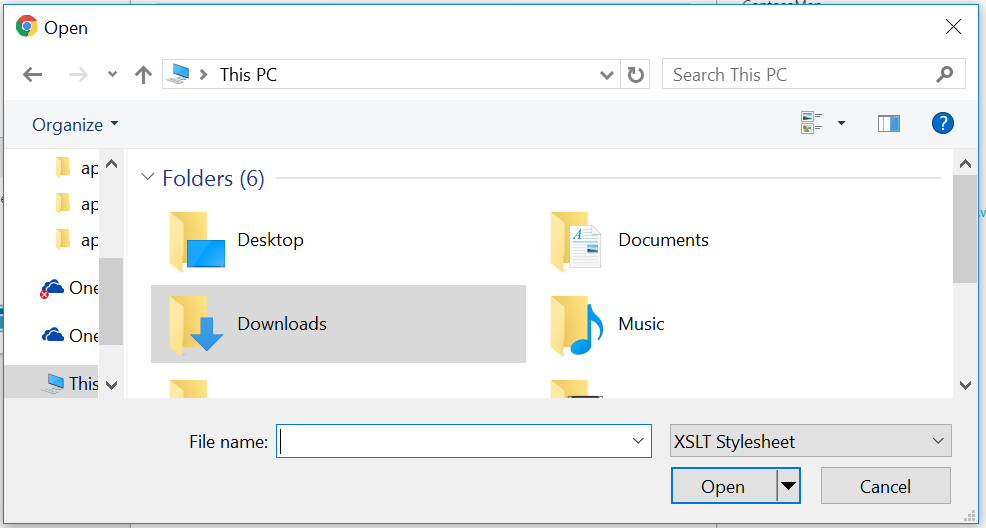 Open
This PC
Search This PC
Organize
Folders (6)
ap
ap
ap
One
One
This
Desktop
Documents
Downloads
Music
File name:
XSLT Stylesheet
Open
Cancel